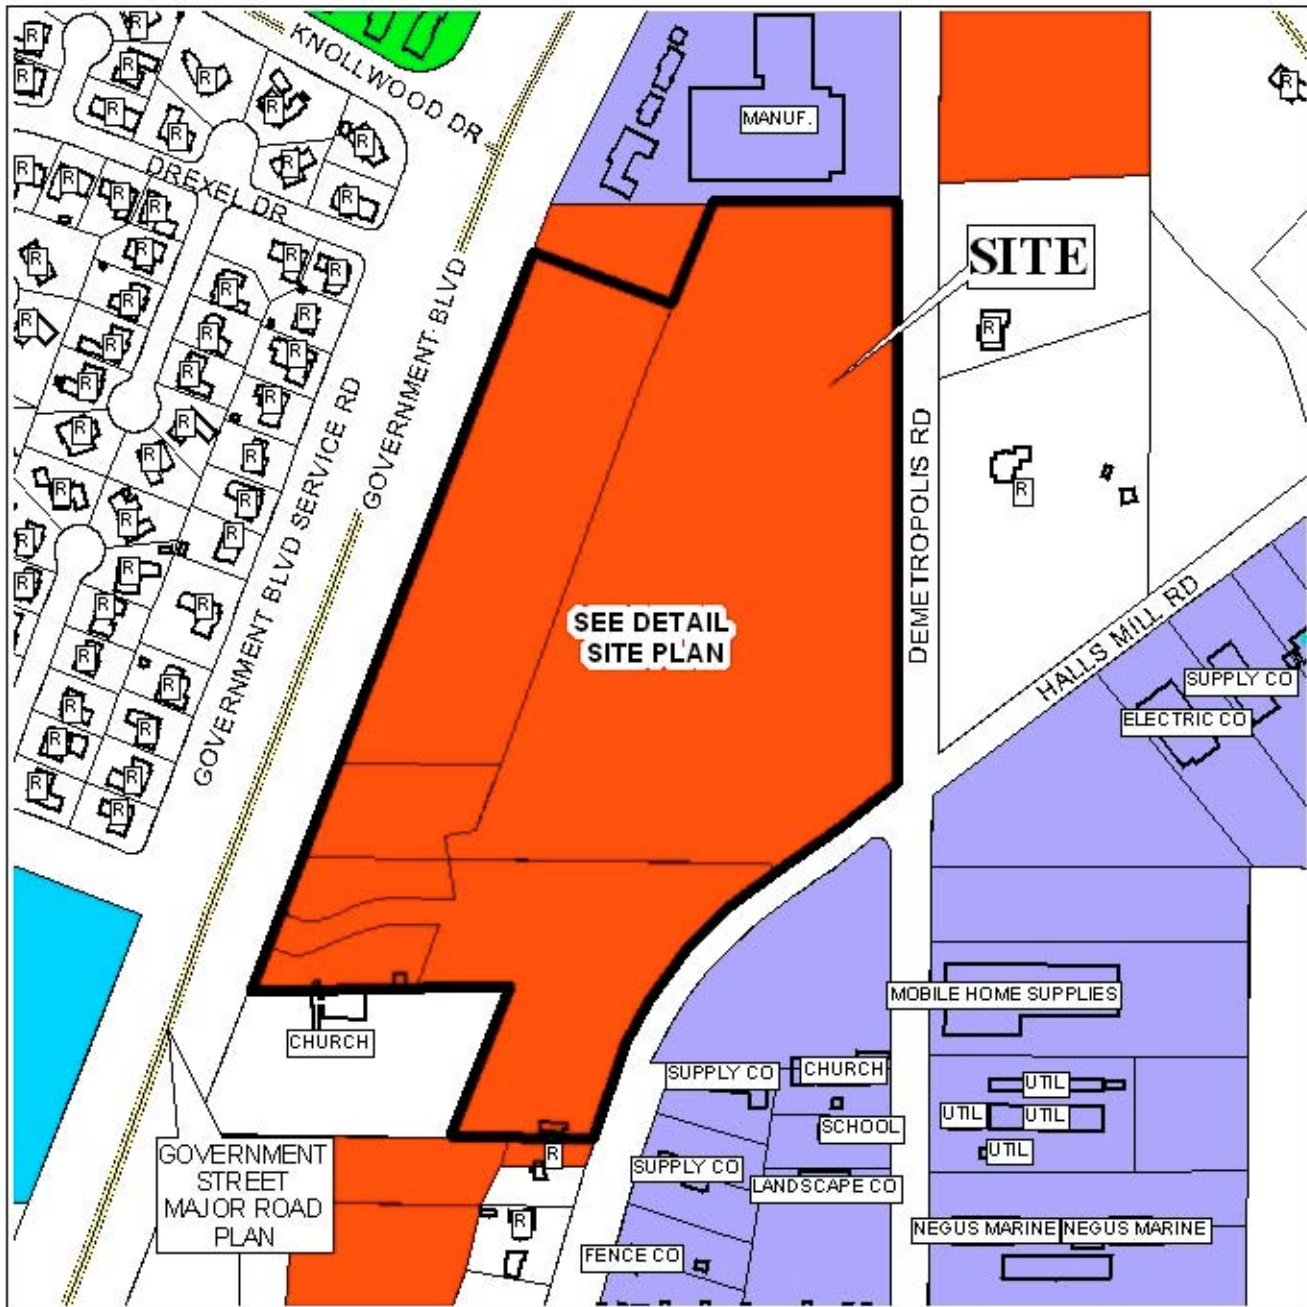 KNOLLWOOD DR
MANUF.
DREXEL DR
SITE
GOVERNMENT BLVD
R
GOVERNMENT BLVD
GOVERNMENT BLVD SERVICE RD
DEMETROPOLIS RD
R
SEE DETAIL
SITE PLAN
HALLS MILL RD
SUPPLY CO
ELECTRIC CO
MOBILE HOME SUPPLIES
CHURCH
SUPPLY CO
CHURCH
UTIL
UTIL
UTIL
SCHOOL
UTIL
GOVERNMENT
STREET
MAJOR ROAD
PLAN
R
SUPPLY CO
LANDSCAPE CO
R
NEGUS MARINE
NEGUS MARINE
FENCE CO